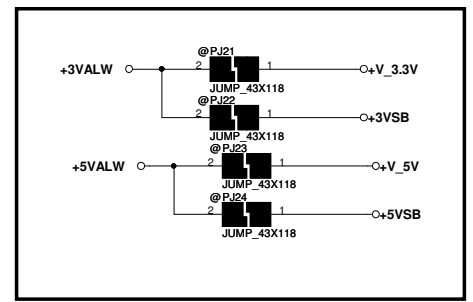 @ PJ21
+3VALW 2 1 +V_3.3V
JUMP_43X118
@ PJ22
2 1 +3VSB
JUMP_43X118
@ PJ23
+5VALW 2 1 +V_5V
JUMP_43X118
@ PJ24
2 1 +5VSB
JUMP_43X118